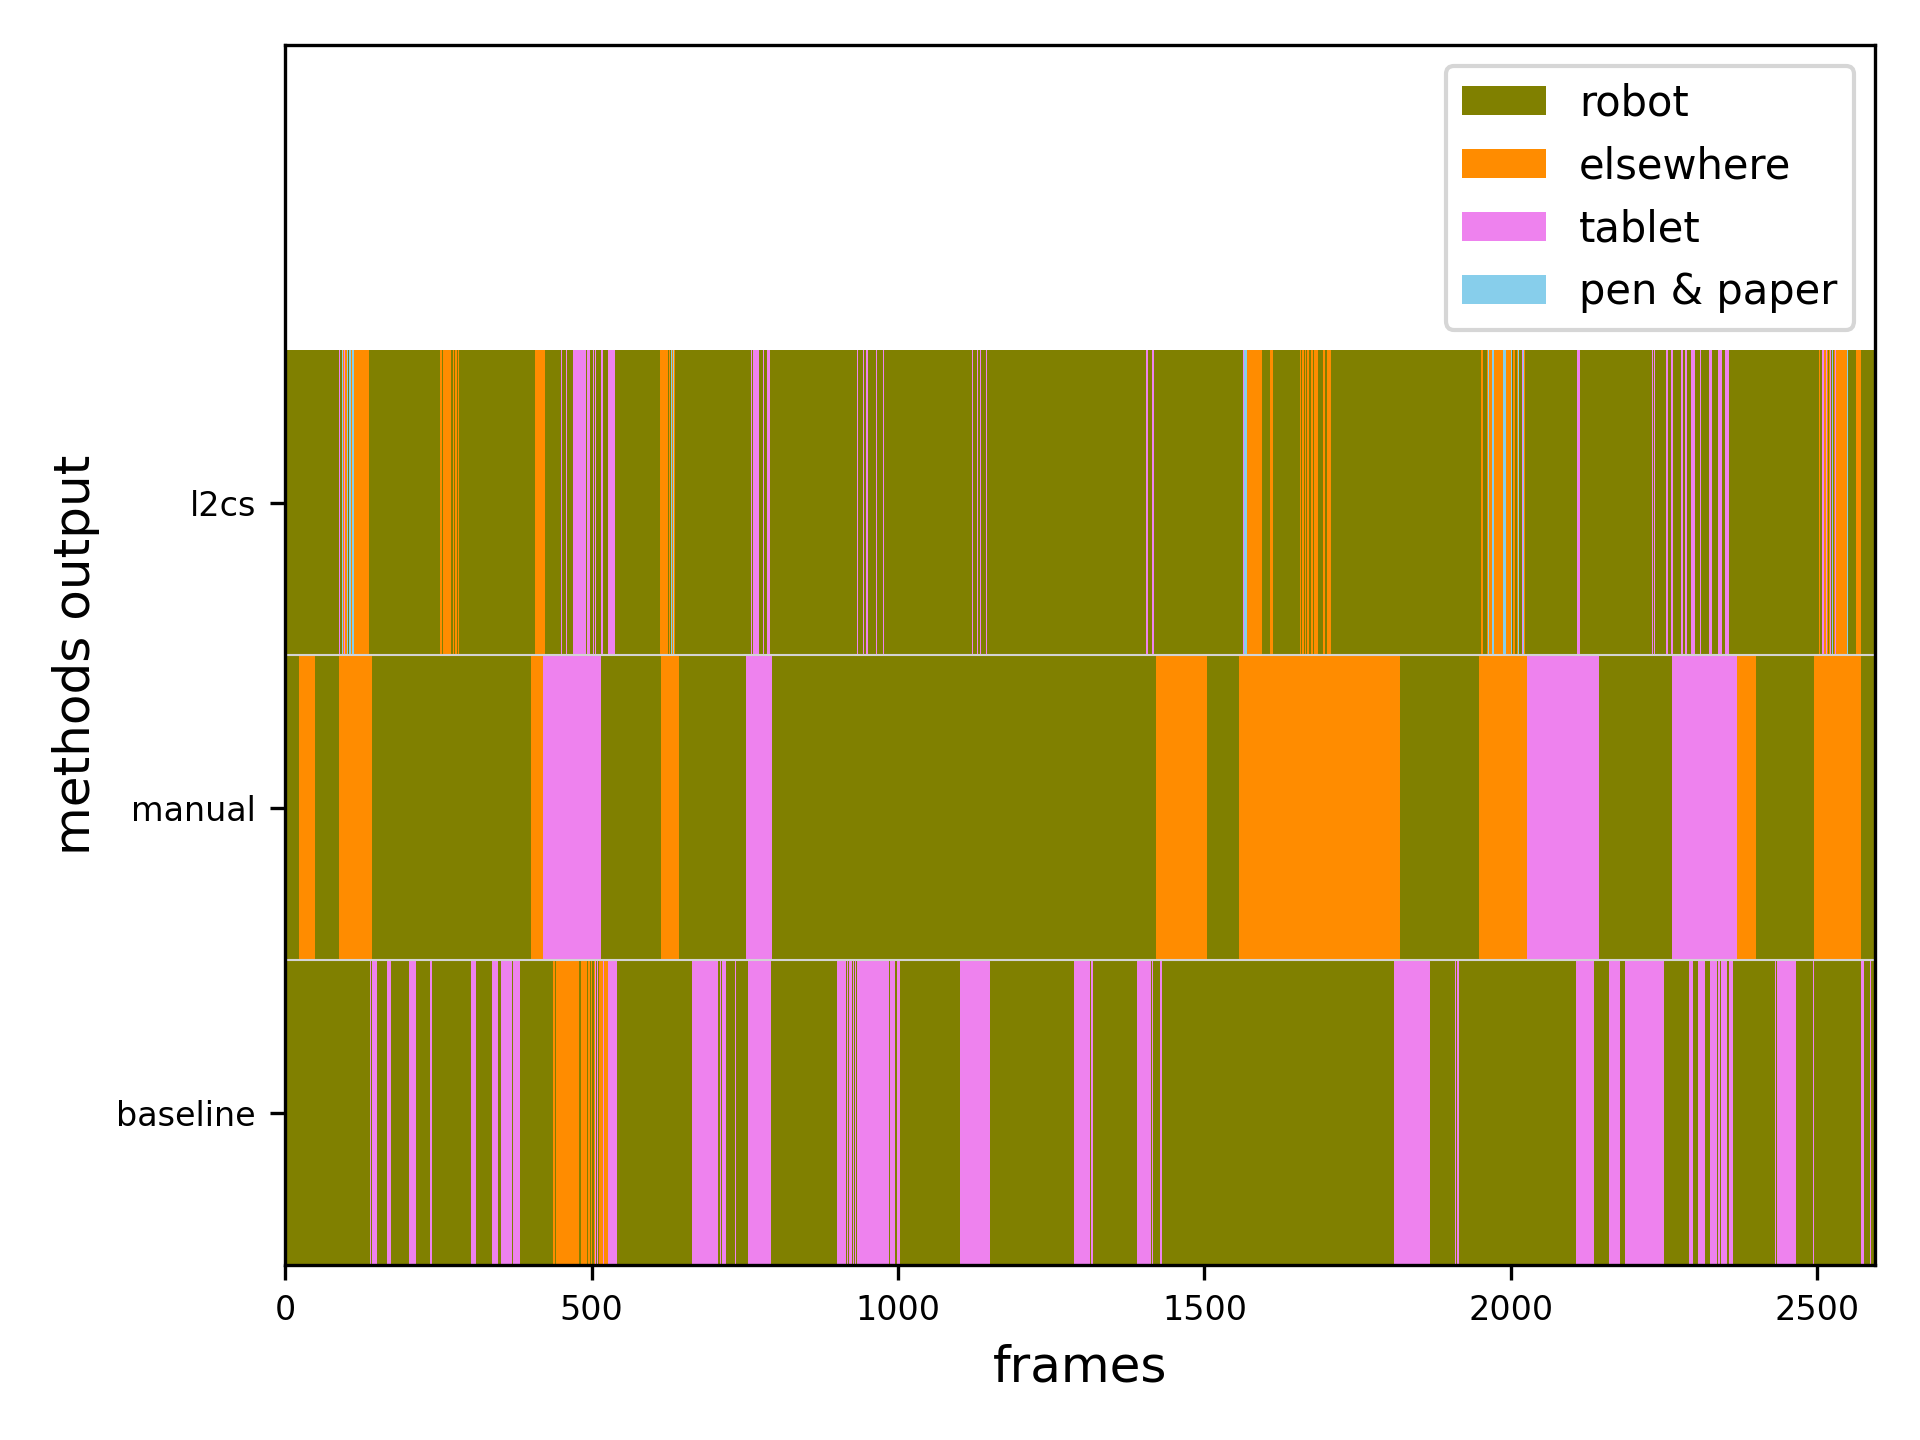 robot
elsewhere
tablet
pen & paper
methods output
l2cs
manual
baseline
0 500 1000 1500 2000 2500
frames